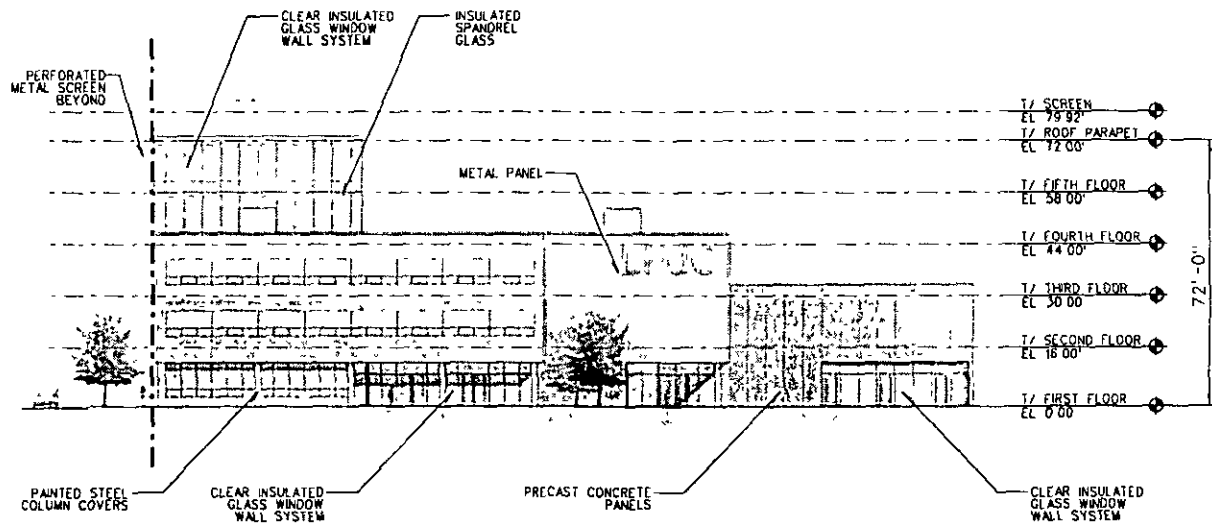 CLEAR INSULATED
GLASS WINDOW
WALL SYSTEM
INSULATED
SPANDREL
GLASS
PERFORATED
METAL SCREEN
BEYOND
T/ SCREEN
EL 79 92'
T/ ROOF PARAPET
EL 72 00'
METAL PANEL
T/ FIFTH FLOOR
EL 58 00'
T/ FOURTH FLOOR
EL 44 00'
T/ THIRD FLOOR
EL 30 00
T/ SECOND FLOOR
EL 16 00'
T/ FIRST FLOOR
EL 0 00
72'-0"
PAINTED STEEL
COLUMN COVERS
CLEAR INSULATED
GLASS WINDOW
WALL SYSTEM
PRECAST CONCRETE
PANELS
CLEAR INSULATED
GLASS WINDOW
WALL SYSTEM